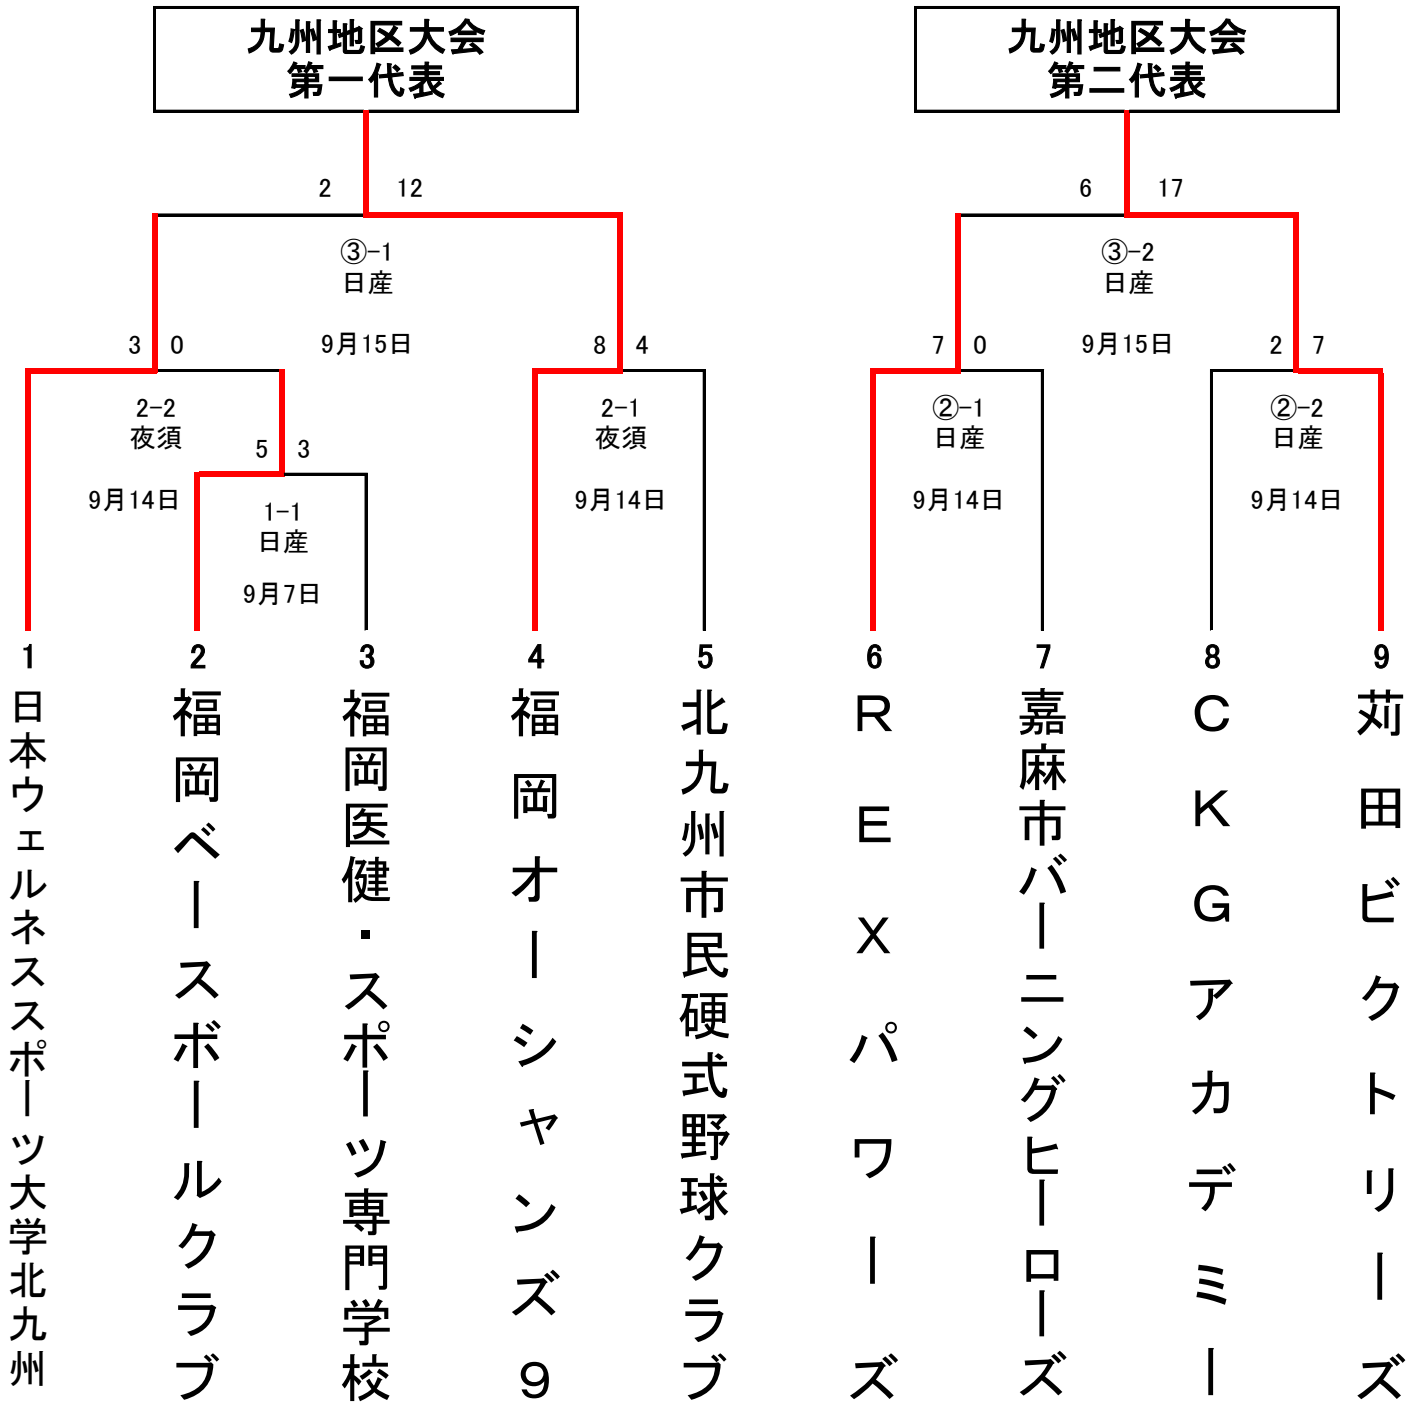 九州地区大会
第一代表
九州地区大会
第二代表
2 12
6 17
③-1
日産
9月15日
③-2
日産
9月15日
3 0
8 4
7 0
2 7
2-2
夜須
9月14日
2-1
夜須
9月14日
②-1
日産
9月14日
②-2
日産
9月14日
5 3
1-1
日産
9月7日
1
日本ウェルネススポーツ大学北九州
2
福岡ベースボールクラブ
3
福岡医健・スポーツ専門学校
4
福岡オーシャンズ9
5
北九州市民硬式野球クラブ
6
REXパワーズ
7
嘉麻市バーニングヒーローズ
8
CKGアカデミー
9
苅田ビクトリーズ